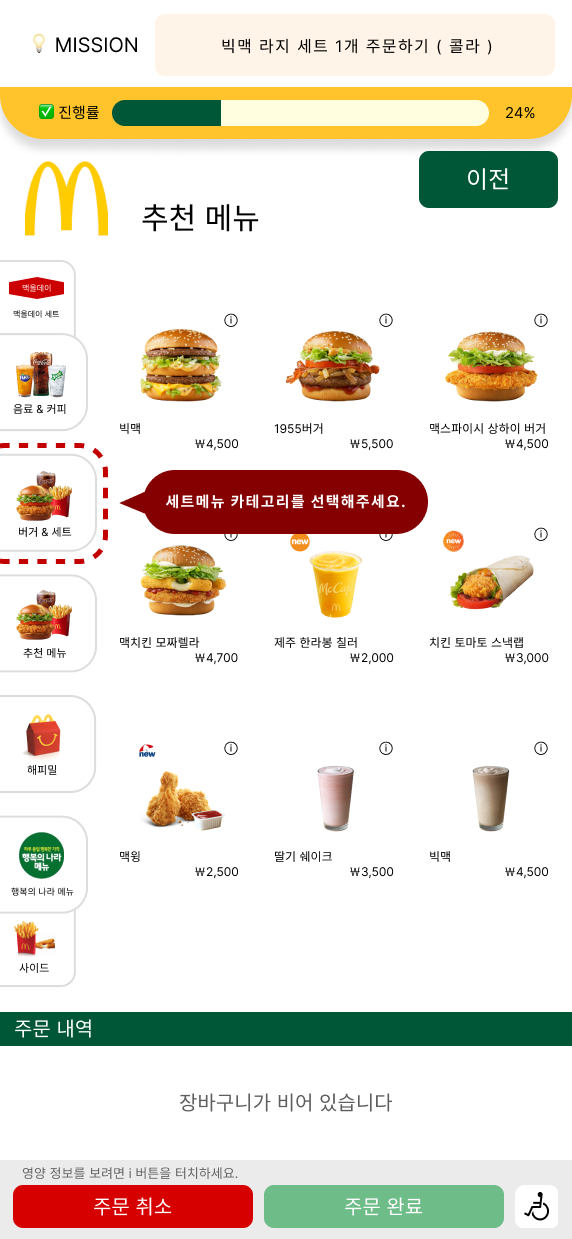 MISSION
빅맥 라지 세트 1개 주문하기 ( 콜라 )
진행률
24%
이전
추천 메뉴
맥올데이
맥올데이 세트
음료 & 커피
버거 & 세트
추천 메뉴
해피밀
하루 종일 행복한 가격
행복의 나라
메뉴
행복의 나라 메뉴
사이드
빅맥
₩4,500
1955버거
₩5,500
맥스파이시 상하이 버거
₩4,500
세트메뉴 카테고리를 선택해주세요.
맥치킨 모짜렐라
₩4,700
new
McCafé
제주 한라봉 칠러
₩2,000
new
치킨 토마토 스낵랩
₩3,000
new
맥윙
₩2,500
딸기 쉐이크
₩3,500
빅맥
₩4,500
주문 내역
장바구니가 비어 있습니다
영양 정보를 보려면 i 버튼을 터치하세요.
주문 취소
주문 완료